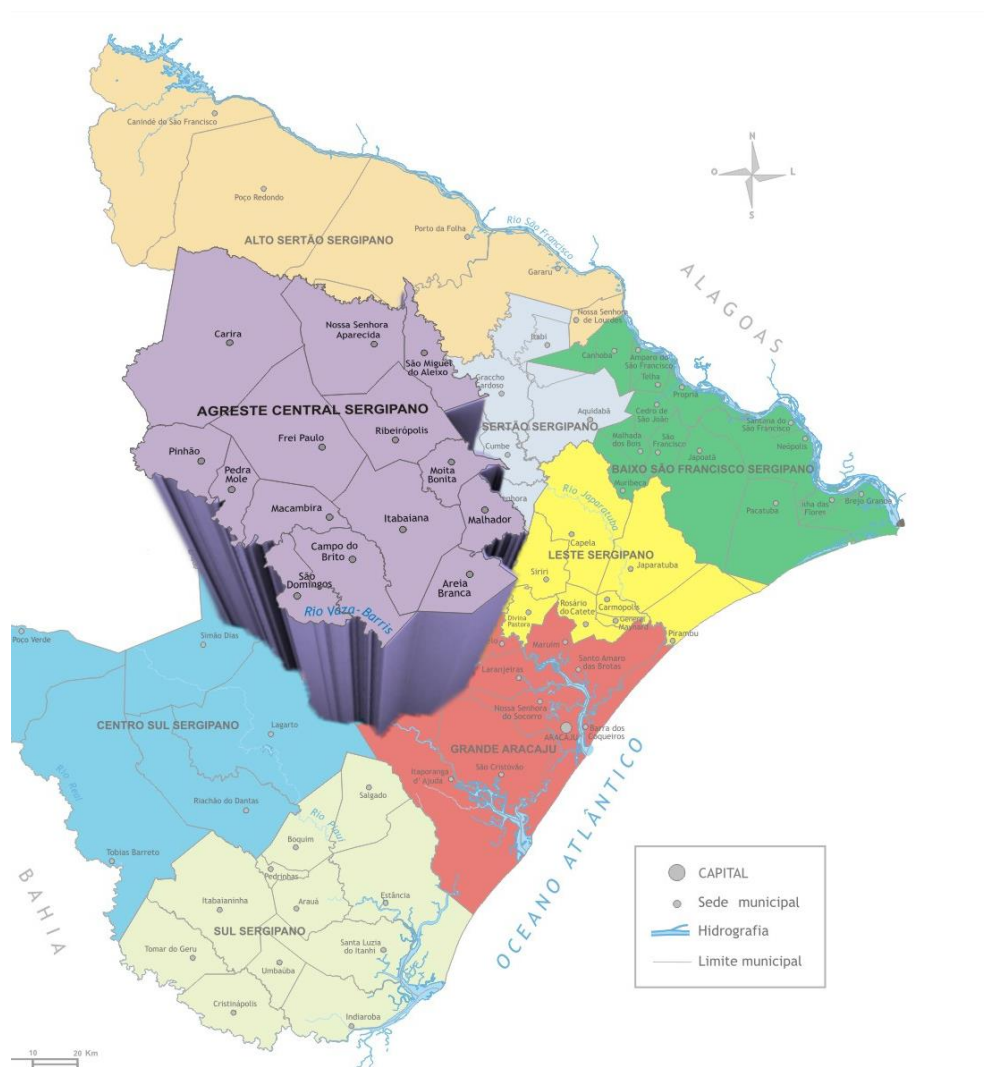 Canindé do São Francisco
N
O
L
S
Poço Redondo
Porto da Folha
Rio São Francisco
ALTO SERTÃO SERGIPANO
Gararu
ALAGOAS
Nossa Senhora
de Lourdes
Itabi
Carira
Nossa Senhora
Aparecida
São Miguel
do Aleixo
Canhoba
Amparo do
São Francisco
Telha
Propriá
Graccho
Cardoso
Aquidabã
Cedro de
São João
Santana do
São Francisco
Neópolis
AGRESTE CENTRAL SERGIPANO
SERTÃO SERGIPANO
Frei Paulo
Ribeirópolis
Cumbe
Malhada
dos Bois
São
Francisco
Japoatã
BAIXO SÃO FRANCISCO SERGIPANO
Pinhão
Pedra
Mole
Moita
Bonita
Muribeca
Pacatuba
Ilha das
Flores
Brejo Grande
Macambira
Itabaiana
Malhador
Rio Japaratuba
Capela
LESTE SERGIPANO
Japaratuba
Campo do
Brito
São
Domingos
Areia
Branca
Siriri
Rio Vaza-Barris
Rosário
do Catete
Carmópolis
Divina
Pastora
General
Maynard
Pirambu
Poço Verde
Simão Dias
Maruim
Laranjeiras
Santo Amaro
das Brotas
Nossa Senhora
do Socorro
CENTRO SUL SERGIPANO
Lagarto
ARACAJU
Barra dos
Coqueiros
GRANDE ARACAJU
Itaporanga
d' Ajuda
São Cristóvão
Rio Real
Riachão do Dantas
Salgado
Rio Piauí
Boquim
OCEANO ATLÂNTICO
Tobias Barreto
Pedrinhas
BAHIA
Itabaianinha
Arauá
Estância
SUL SERGIPANO
Tomar do Geru
Santa Luzia
do Itanhi
Umbaúba
Cristinápolis
Indiaroba
CAPITAL
Sede municipal
Hidrografia
Limite municipal
10 20 Km